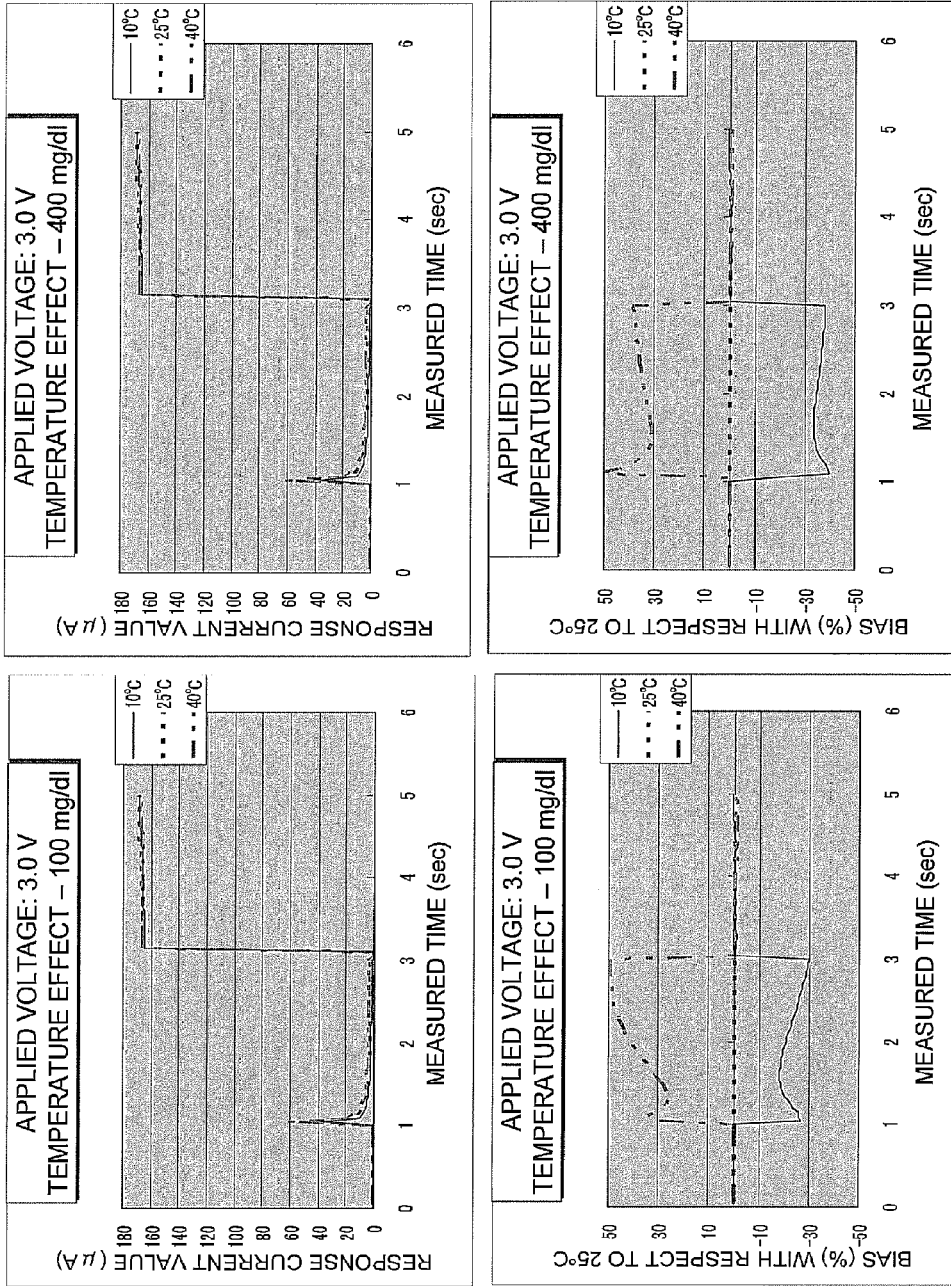 APPLIED VOLTAGE: 3.0 V
TEMPERATURE EFFECT – 100 mg/dl
RESPONSE CURRENT VALUE (μA)
180
160
140
120
100
80
60
40
20
0
0 1 2 3 4 5 6
MEASURED TIME (sec)
10°C
25°C
40°C
APPLIED VOLTAGE: 3.0 V
TEMPERATURE EFFECT – 400 mg/dl
RESPONSE CURRENT VALUE (μA)
180
160
140
120
100
80
60
40
20
0
0 1 2 3 4 5 6
MEASURED TIME (sec)
10°C
25°C
40°C
APPLIED VOLTAGE: 3.0 V
TEMPERATURE EFFECT – 100 mg/dl
BIAS (%) WITH RESPECT TO 25°C
50
30
10
-10
-30
-50
0 1 2 3 4 5 6
MEASURED TIME (sec)
10°C
25°C
40°C
APPLIED VOLTAGE: 3.0 V
TEMPERATURE EFFECT – 400 mg/dl
BIAS (%) WITH RESPECT TO 25°C
50
30
10
-10
-30
-50
0 1 2 3 4 5 6
MEASURED TIME (sec)
10°C
25°C
40°C